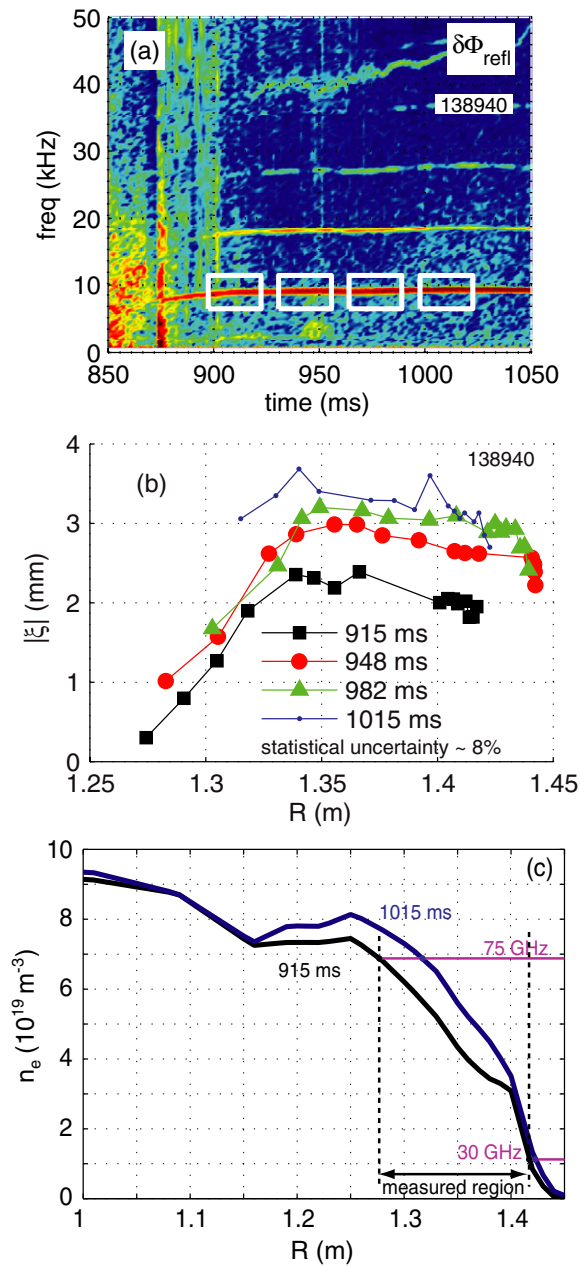 (a)
δΦrefl
138940
50
40
30
20
10
0
freq (kHz)
850
900
950
1000
1050
time (ms)
(b)
138940
4
3
2
1
0
|ξ| (mm)
915 ms
948 ms
982 ms
1015 ms
statistical uncertainty ~ 8%
1.25
1.3
1.35
1.4
1.45
R (m)
(c)
10
8
6
4
2
0
ne (10^19 m^-3)
1015 ms
75 GHz
915 ms
30 GHz
measured region
1
1.1
1.2
1.3
1.4
R (m)